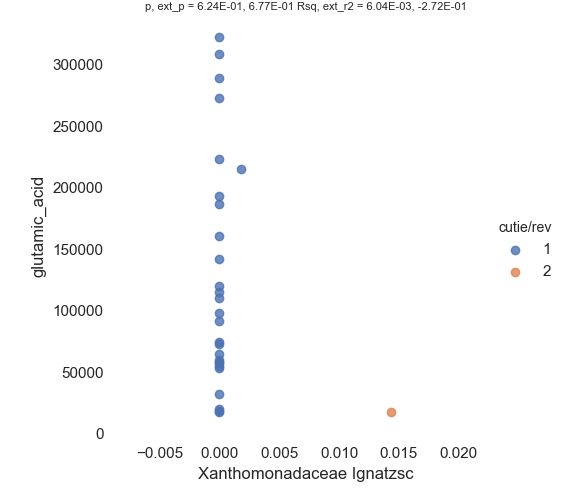 p, ext_p = 6.24E-01, 6.77E-01 Rsq, ext_r2 = 6.04E-03, -2.72E-01
300000
250000
200000
150000
100000
50000
0
glutamic_acid
cutie/rev
1
2
−0.005 0.000 0.005 0.010 0.015 0.020
Xanthomonadaceae Ignatzsc